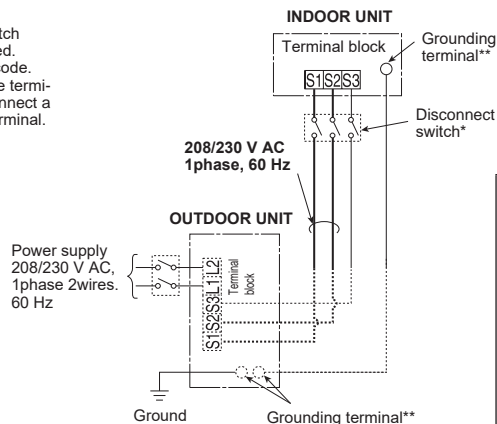 tch
ed.
code.
e termi-
nnect a
rminal.
INDOOR UNIT
Terminal block
S1 S2 S3
Grounding
terminal**
Disconnect
switch*
208/230 V AC
1phase, 60 Hz
OUTDOOR UNIT
Power supply
208/230 V AC,
1phase 2wires.
60 Hz
S1 S2 S3 L1 L2
Terminal
block
Ground
Grounding terminal**